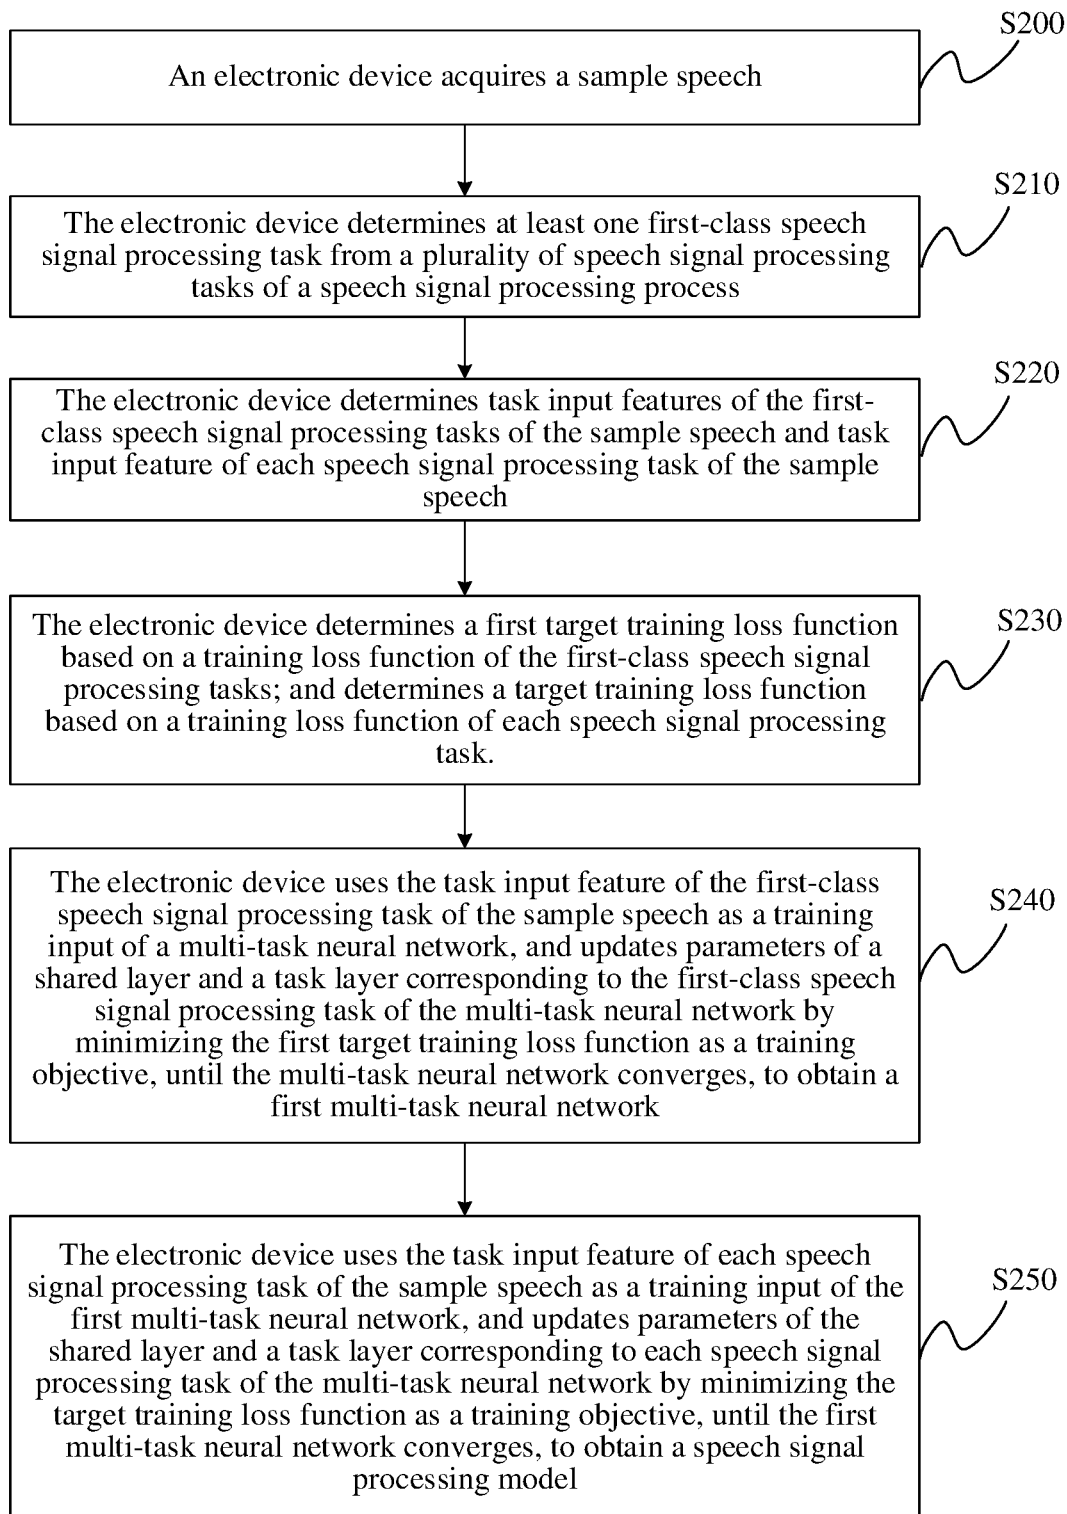 S200
An electronic device acquires a sample speech
S210
The electronic device determines at least one first-class speech
signal processing task from a plurality of speech signal processing
tasks of a speech signal processing process
S220
The electronic device determines task input features of the first-
class speech signal processing tasks of the sample speech and task
input feature of each speech signal processing task of the sample
speech
S230
The electronic device determines a first target training loss function
based on a training loss function of the first-class speech signal
processing tasks; and determines a target training loss function
based on a training loss function of each speech signal processing
task.
S240
The electronic device uses the task input feature of the first-class
speech signal processing task of the sample speech as a training
input of a multi-task neural network, and updates parameters of a
shared layer and a task layer corresponding to the first-class speech
signal processing task of the multi-task neural network by
minimizing the first target training loss function as a training
objective, until the multi-task neural network converges, to obtain a
first multi-task neural network
S250
The electronic device uses the task input feature of each speech
signal processing task of the sample speech as a training input of the
first multi-task neural network, and updates parameters of the
shared layer and a task layer corresponding to each speech signal
processing task of the multi-task neural network by minimizing the
target training loss function as a training objective, until the first
multi-task neural network converges, to obtain a speech signal
processing model